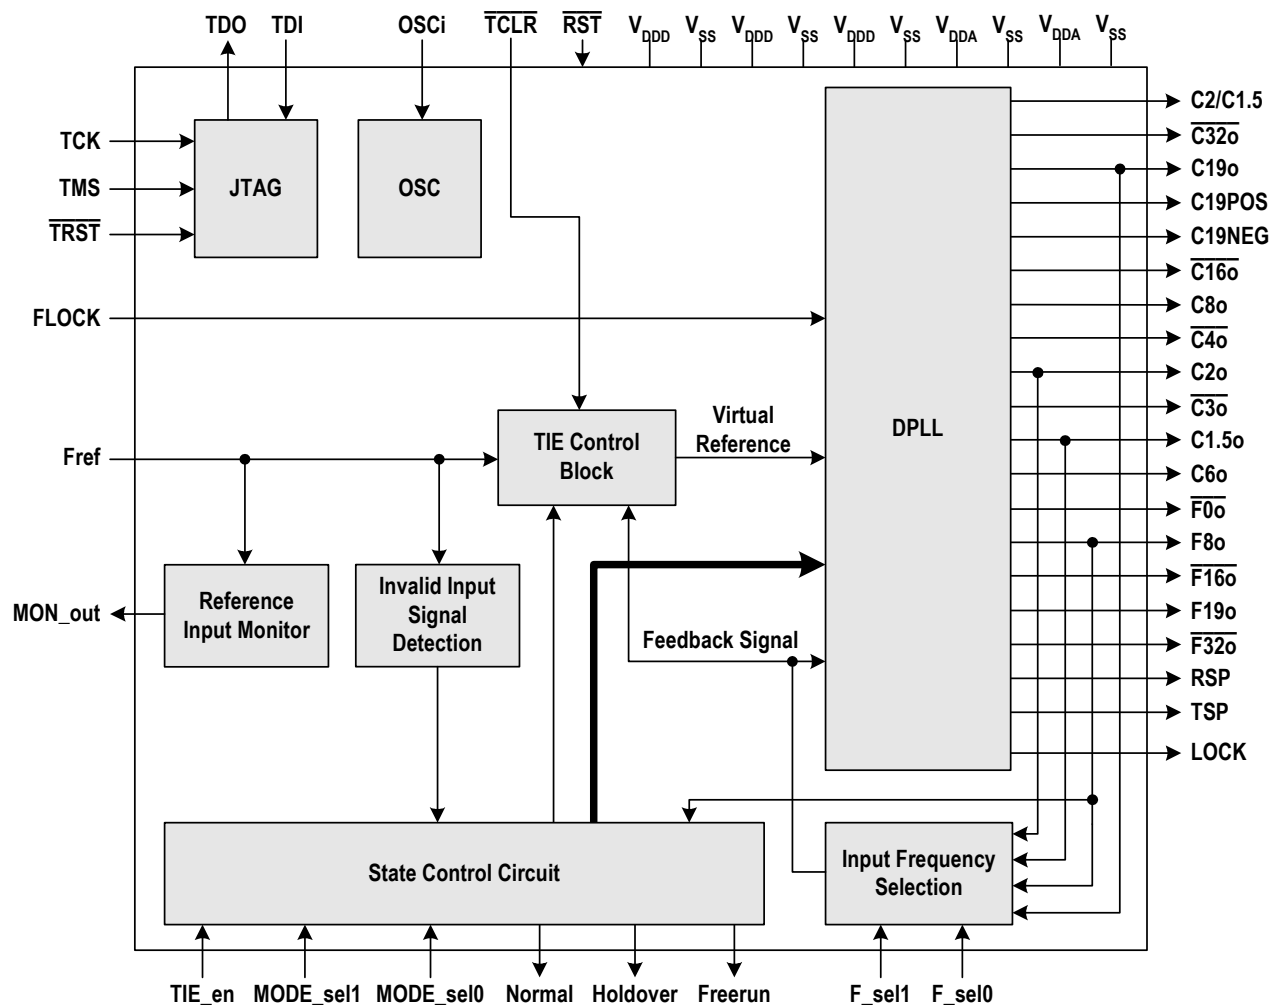 TDO TDI OSCi TCLR RST VDDD VSS VDDD VSS VDDD VSS VDDA VSS VDDA VSS
TCK
TMS
TRST
JTAG
OSC
FLOCK
Fref
TIE Control
Block
Virtual
Reference
DPLL
MON_out
Reference
Input Monitor
Invalid Input
Signal
Detection
Feedback Signal
State Control Circuit
Input Frequency
Selection
C2/C1.5
C32o
C19o
C19POS
C19NEG
C16o
C8o
C4o
C2o
C3o
C1.5o
C6o
F0o
F8o
F16o
F19o
F32o
RSP
TSP
LOCK
TIE_en MODE_sel1 MODE_sel0 Normal Holdover Freerun F_sel1 F_sel0